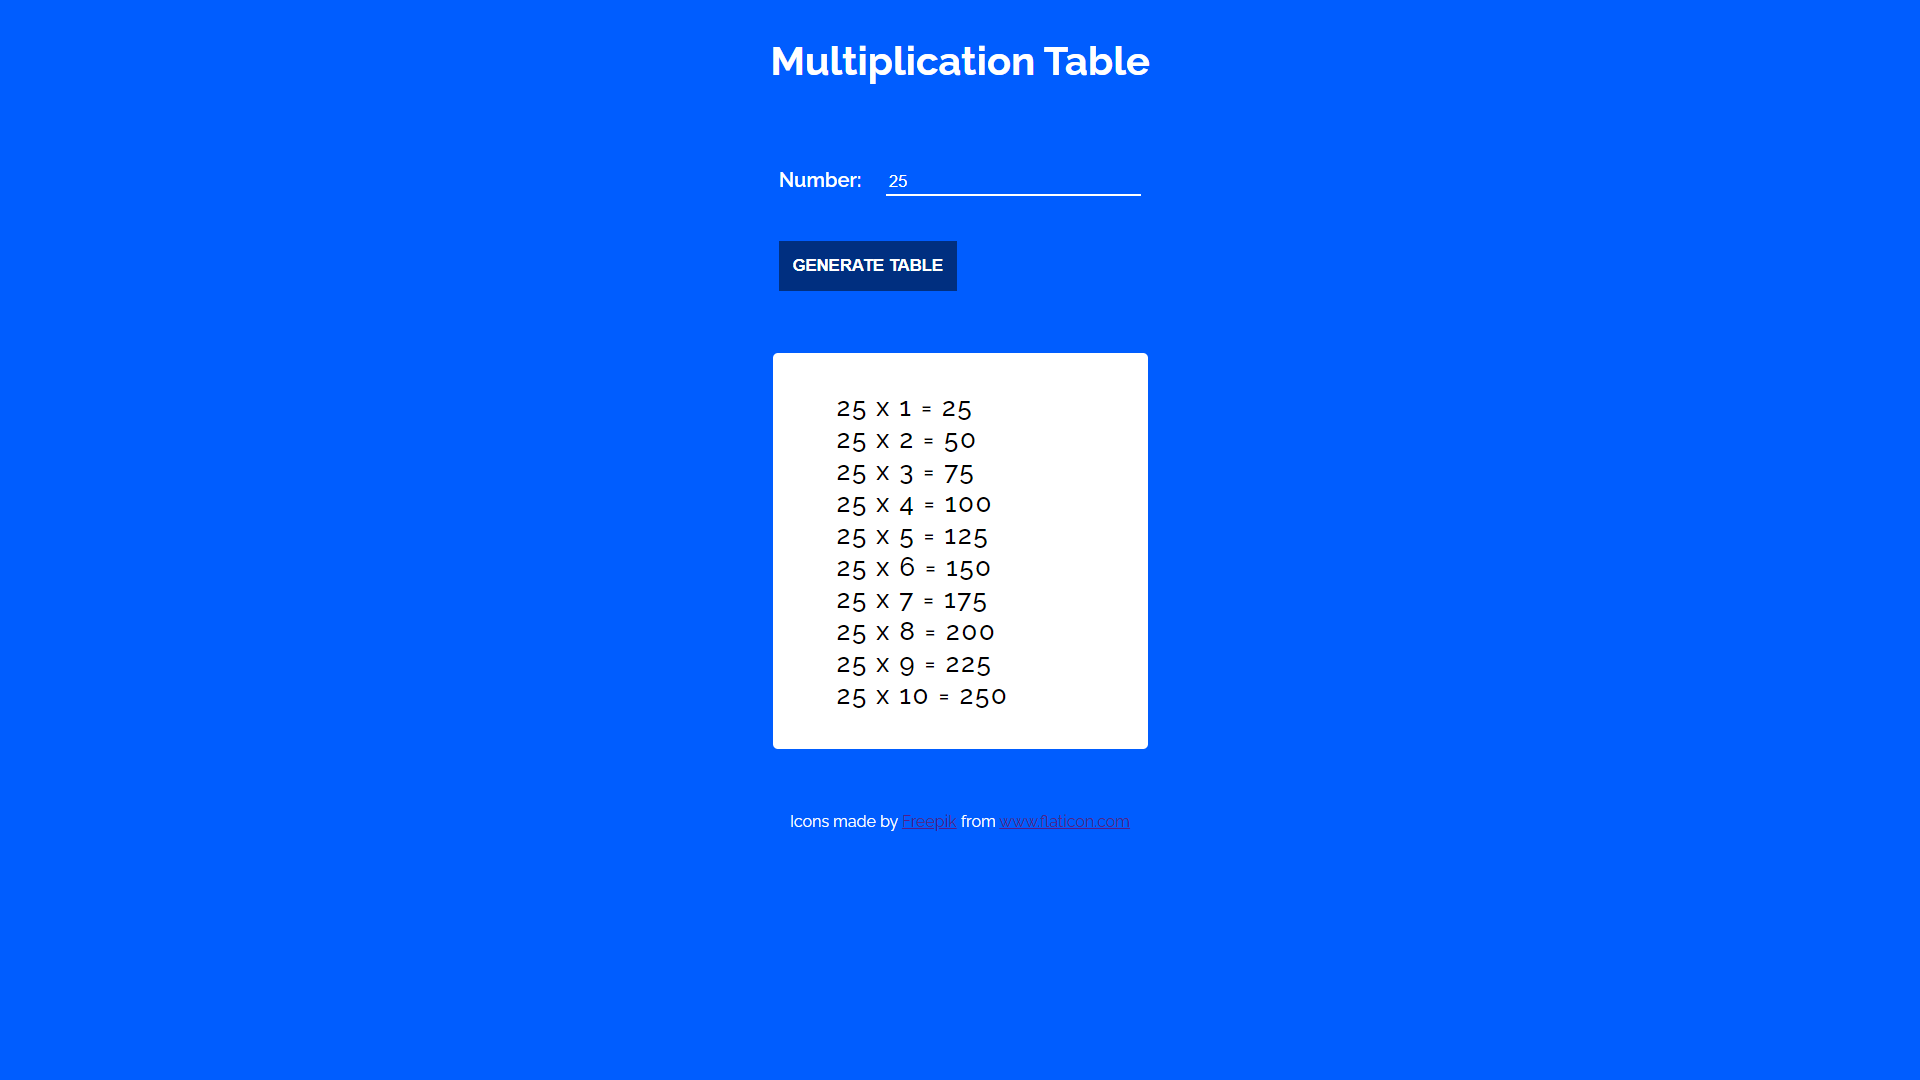 Multiplication Table
Number: 25
GENERATE TABLE
25 x 1 = 25
25 x 2 = 50
25 x 3 = 75
25 x 4 = 100
25 x 5 = 125
25 x 6 = 150
25 x 7 = 175
25 x 8 = 200
25 x 9 = 225
25 x 10 = 250
Icons made by Freepik from www.flaticon.com